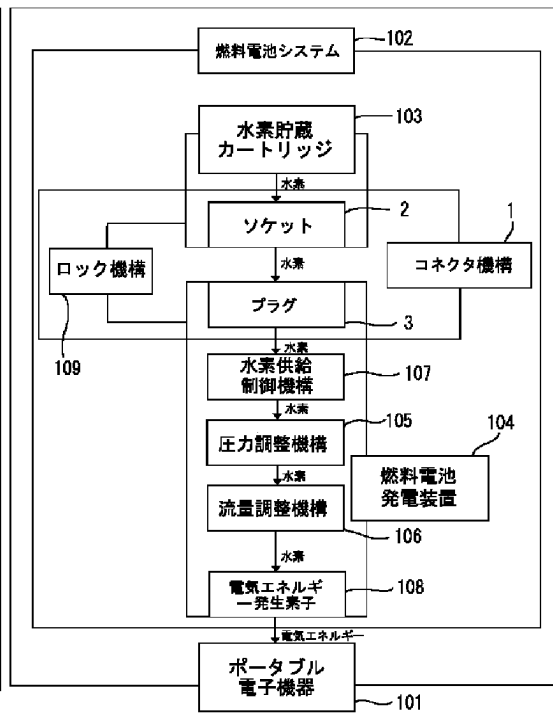 燃料電池システム
102
水素貯蔵
カートリッジ
103
水素
ソケット
2
1
水素
ロック機構
コネクタ機構
プラグ
109
3
水素
水素供給
制御機構
107
水素
105
圧力調整機構
104
水素
燃料電池
発電装置
流量調整機構
106
水素
電気エネルギ
ー発生素子
108
電気エネルギー
ポータブル
電子機器
101